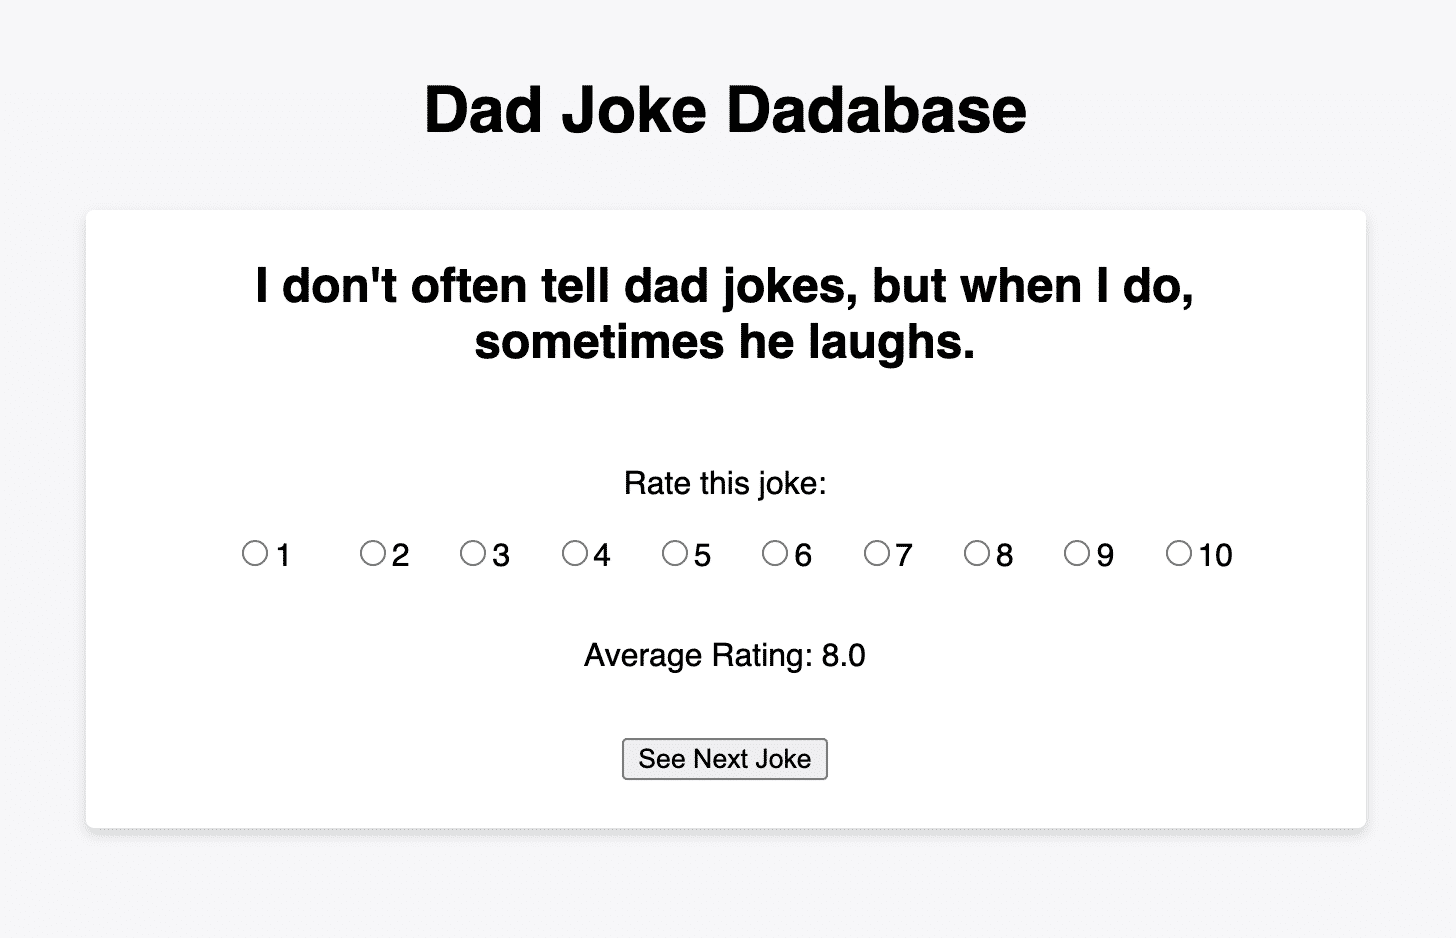 Dad Joke Dadabase
I don't often tell dad jokes, but when I do,
sometimes he laughs.
Rate this joke:
1 2 3 4 5 6 7 8 9 10
Average Rating: 8.0
See Next Joke